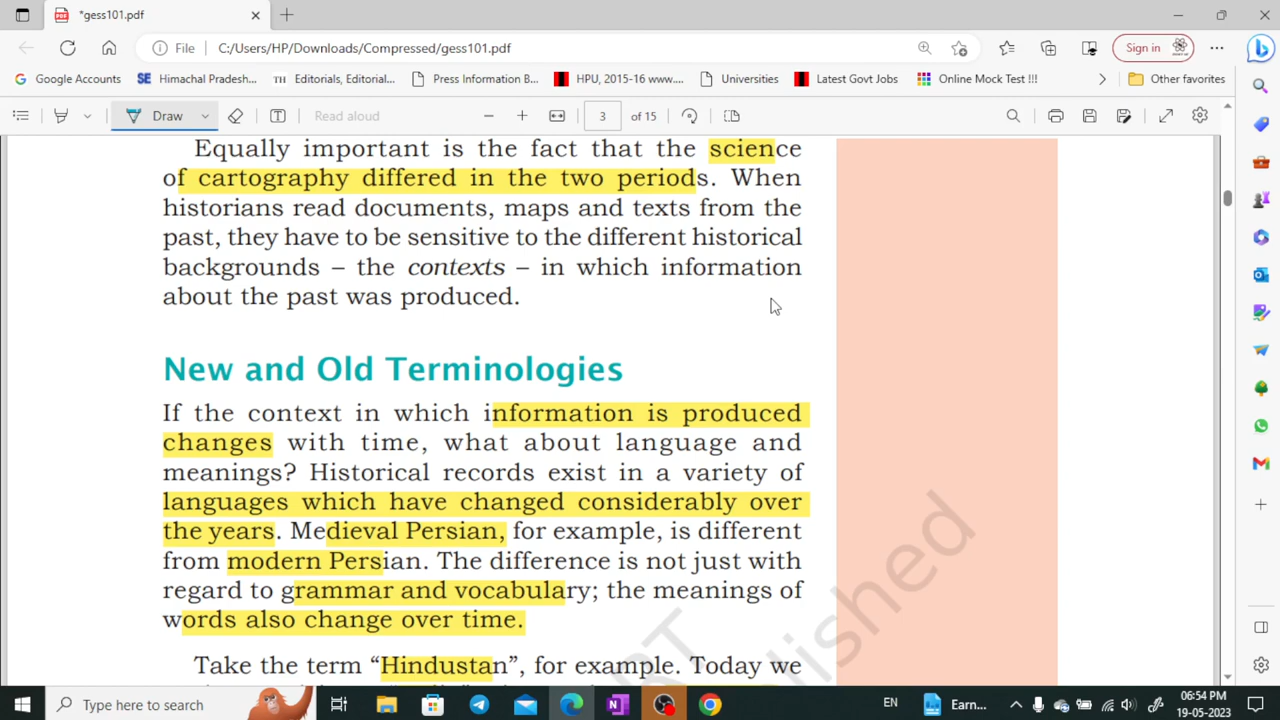 *gess101.pdf
File C:/Users/HP/Downloads/Compressed/gess101.pdf Sign in
Google Accounts SE Himachal Pradesh... TH Editorials, Editorial... Press Information B... HPU, 2015-16 www.... Universities Latest Govt Jobs Online Mock Test !!! Other favorites
Draw Read aloud 3 of 15
Equally important is the fact that the science
of cartography differed in the two periods. When
historians read documents, maps and texts from the
past, they have to be sensitive to the different historical
backgrounds – the contexts – in which information
about the past was produced.
New and Old Terminologies
If the context in which information is produced
changes with time, what about language and
meanings? Historical records exist in a variety of
languages which have changed considerably over
the years. Medieval Persian, for example, is different
from modern Persian. The difference is not just with
regard to grammar and vocabulary; the meanings of
words also change over time.
Take the term “Hindustan”, for example. Today we
Type here to search EN Earn... 06:54 PM
19-05-2023